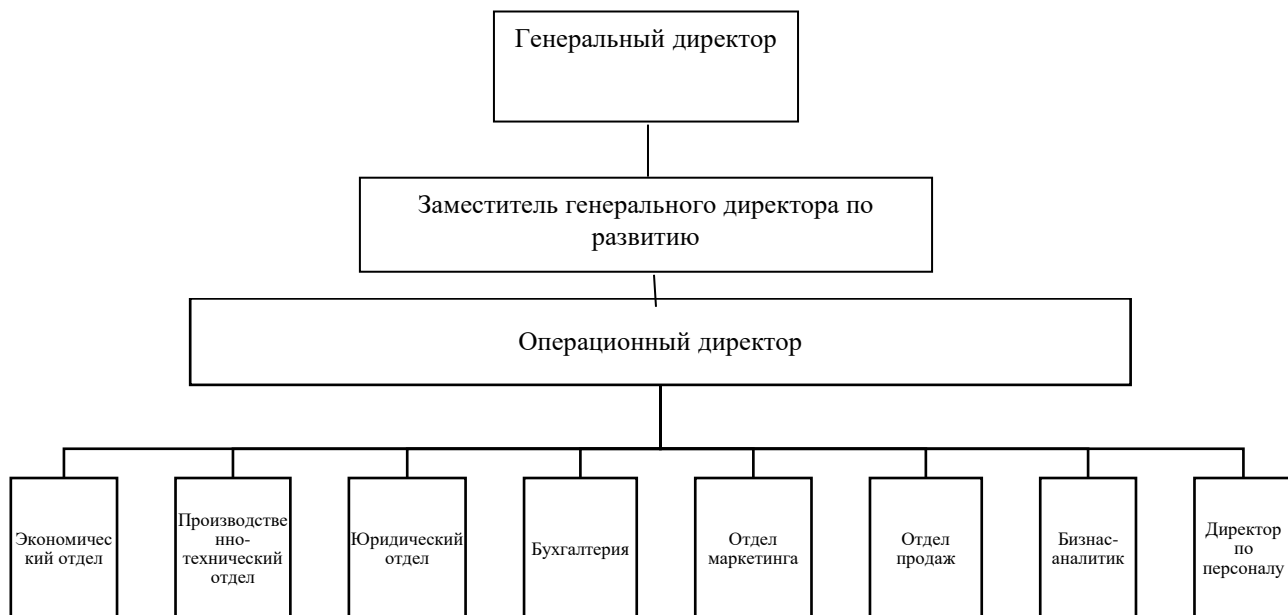 Генеральный директор
Заместитель генерального директора по
развитию
Операционный директор
Экономичес
кий отдел
Производстве
нно-
технический
отдел
Юридический
отдел
Бухгалтерия
Отдел
маркетинга
Отдел
продаж
Бизнас-
аналитик
Директор
по
персоналу